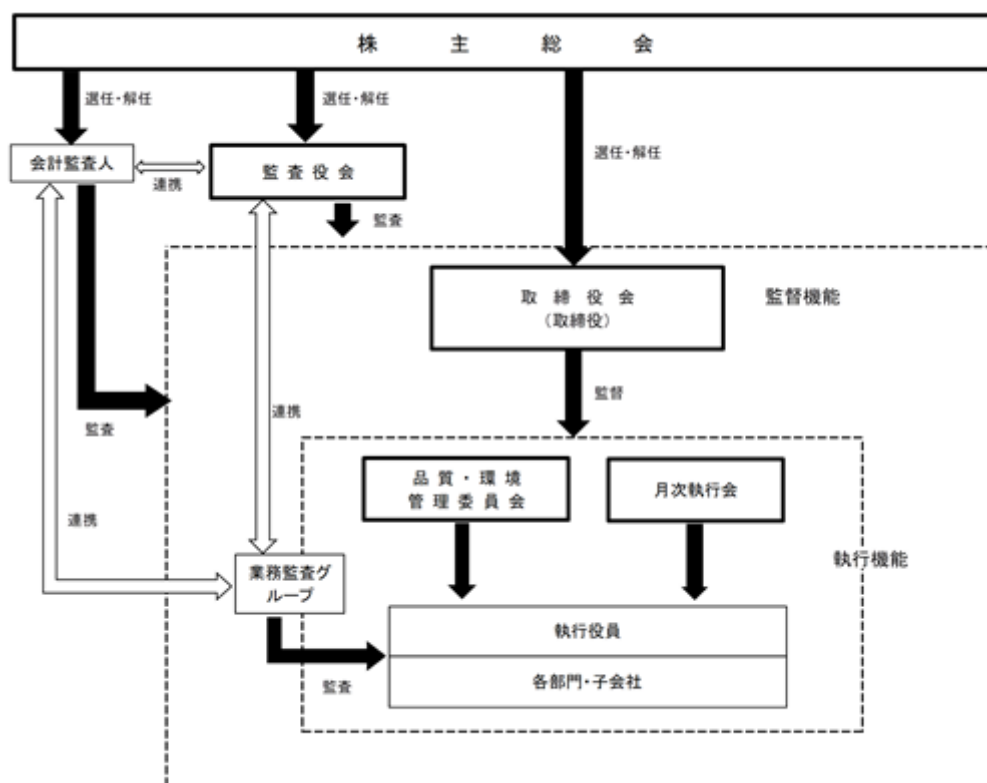 株主総会
選任・解任
選任・解任
選任・解任
会計監査人
連携
監査役会
監査
取締役会
(取締役)
監督機能
監督
監査
連携
品質・環境
管理委員会
月次執行会
連携
執行機能
業務監査グ
ループ
執行役員
監査
各部門・子会社